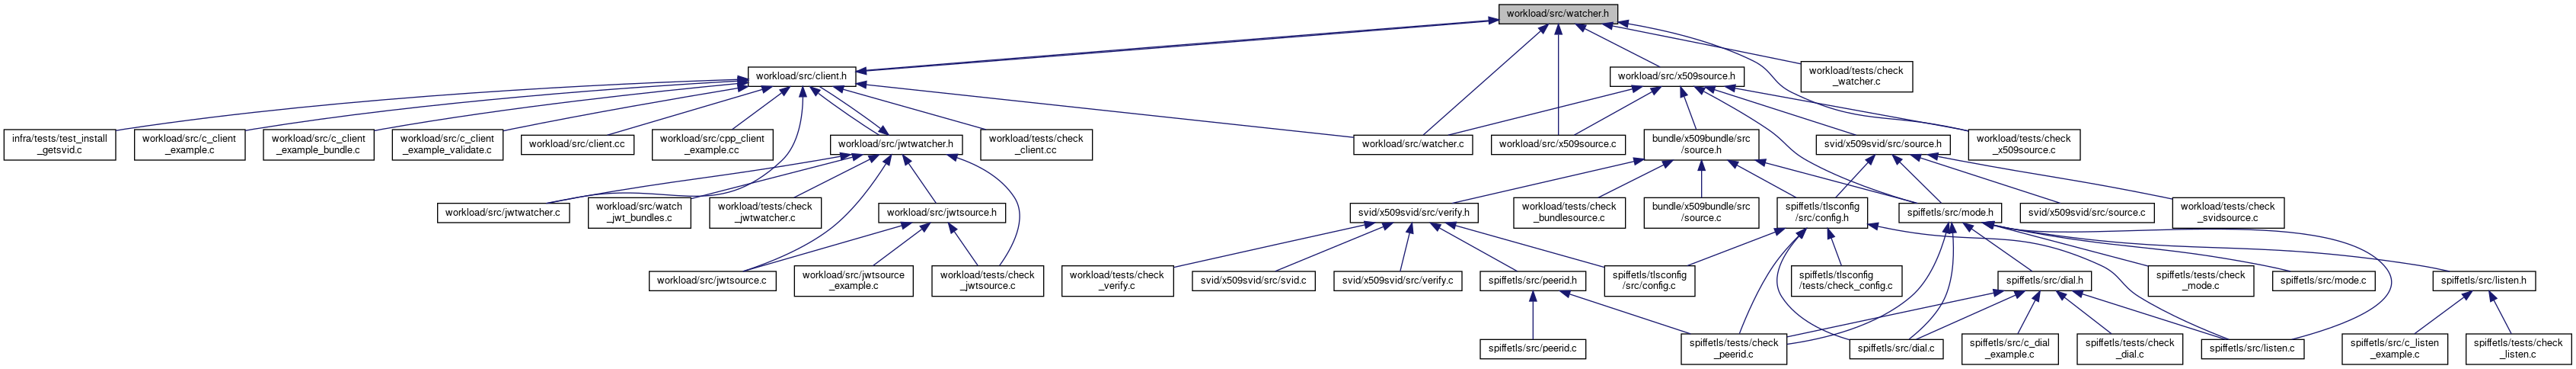 workload/src/watcher.h
workload/src/client.h
workload/src/x509source.h
workload/tests/check
_watcher.c
infra/tests/test_install
_getsvid.c
workload/src/c_client
_example.c
workload/src/c_client
_example_bundle.c
workload/src/c_client
_example_validate.c
workload/src/client.cc
workload/src/cpp_client
_example.cc
workload/src/jwtwatcher.h
workload/tests/check
_client.cc
workload/src/watcher.c
workload/src/x509source.c
bundle/x509bundle/src
/source.h
svid/x509svid/src/source.h
workload/tests/check
_x509source.c
workload/src/jwtwatcher.c
workload/src/watch
_jwt_bundles.c
workload/tests/check
_jwtwatcher.c
workload/src/jwtsource.h
svid/x509svid/src/verify.h
workload/tests/check
_bundlesource.c
bundle/x509bundle/src
/source.c
spiffetls/tlsconfig
/src/config.h
spiffetls/src/mode.h
svid/x509svid/src/source.c
workload/tests/check
_svidsource.c
workload/src/jwtsource.c
workload/src/jwtsource
_example.c
workload/tests/check
_jwtsource.c
workload/tests/check
_verify.c
svid/x509svid/src/svid.c
svid/x509svid/src/verify.c
spiffetls/src/peerid.h
spiffetls/tlsconfig
/src/config.c
spiffetls/tlsconfig
/tests/check_config.c
spiffetls/src/dial.h
spiffetls/tests/check
_mode.c
spiffetls/src/mode.c
spiffetls/src/listen.h
spiffetls/src/peerid.c
spiffetls/tests/check
_peerid.c
spiffetls/src/dial.c
spiffetls/src/c_dial
_example.c
spiffetls/tests/check
_dial.c
spiffetls/src/listen.c
spiffetls/src/c_listen
_example.c
spiffetls/tests/check
_listen.c